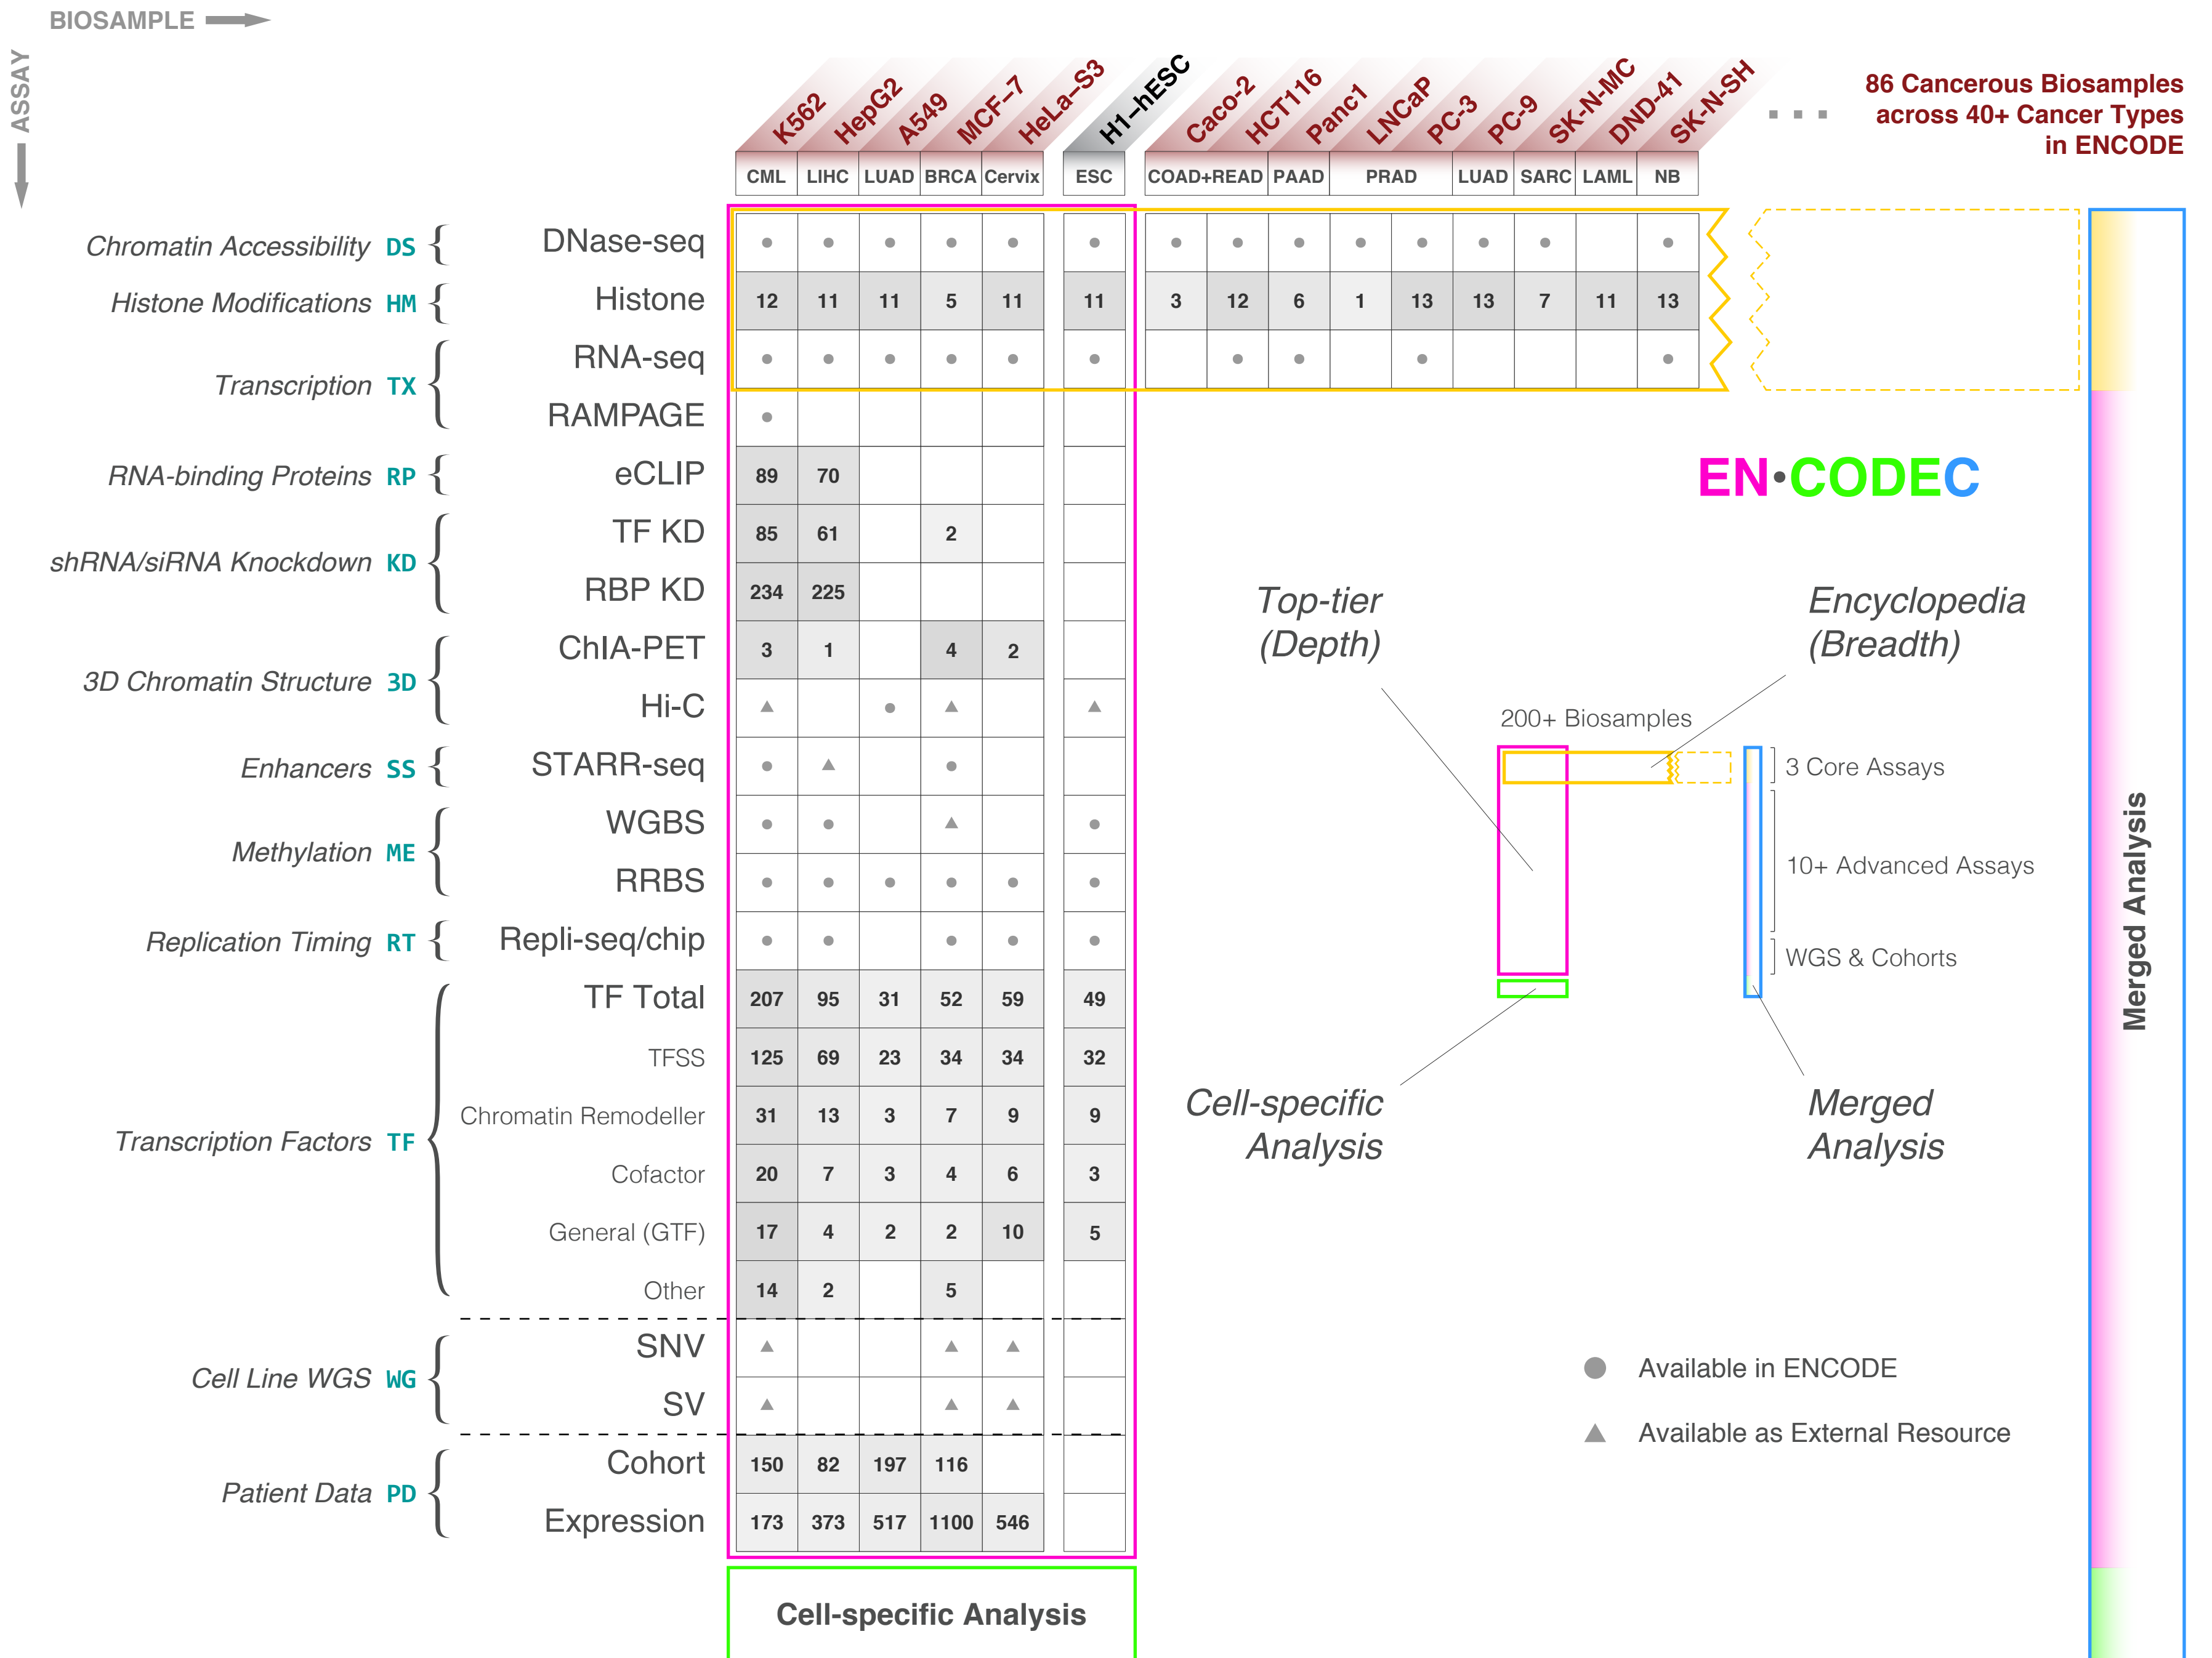 BIOSAMPLE
ASSAY
K562
HepG2
A549
MCF−7
HeLa−S3
H1−hESC
Caco-2
HCT116
Panc1
LNCaP
PC-3
PC-9
SK-N-MC
DND-41
SK-N-SH
86 Cancerous Biosamples
across 40+ Cancer Types
in ENCODE
CML LIHC LUAD BRCA Cervix ESC COAD+READ PAAD PRAD LUAD SARC LAML NB
Chromatin Accessibility DS DNase-seq
Histone Modifications HM Histone 12 11 11 5 11 11 3 12 6 1 13 13 7 11 13
RNA-seq
Transcription TX
RAMPAGE
RNA-binding Proteins RP eCLIP 89 70
EN•CODEC
TF KD 85 61 2
shRNA/siRNA Knockdown KD
RBP KD 234 225
ChIA-PET 3 1 4 2
3D Chromatin Structure 3D
Hi-C
Enhancers SS STARR-seq
WGBS
Methylation ME
RRBS
Replication Timing RT Repli-seq/chip
TF Total 207 95 31 52 59 49
TFSS 125 69 23 34 34 32
Chromatin Remodeller 31 13 3 7 9 9
Transcription Factors TF
Cofactor 20 7 3 4 6 3
General (GTF) 17 4 2 2 10 5
Other 14 2 5
SNV
Cell Line WGS WG
SV
Cohort 150 82 197 116
Patient Data PD
Expression 173 373 517 1100 546
Cell-specific Analysis
Top-tier
(Depth)
Encyclopedia
(Breadth)
200+ Biosamples
3 Core Assays
10+ Advanced Assays
WGS & Cohorts
Cell-specific
Analysis
Merged
Analysis
Available in ENCODE
Available as External Resource
Merged Analysis